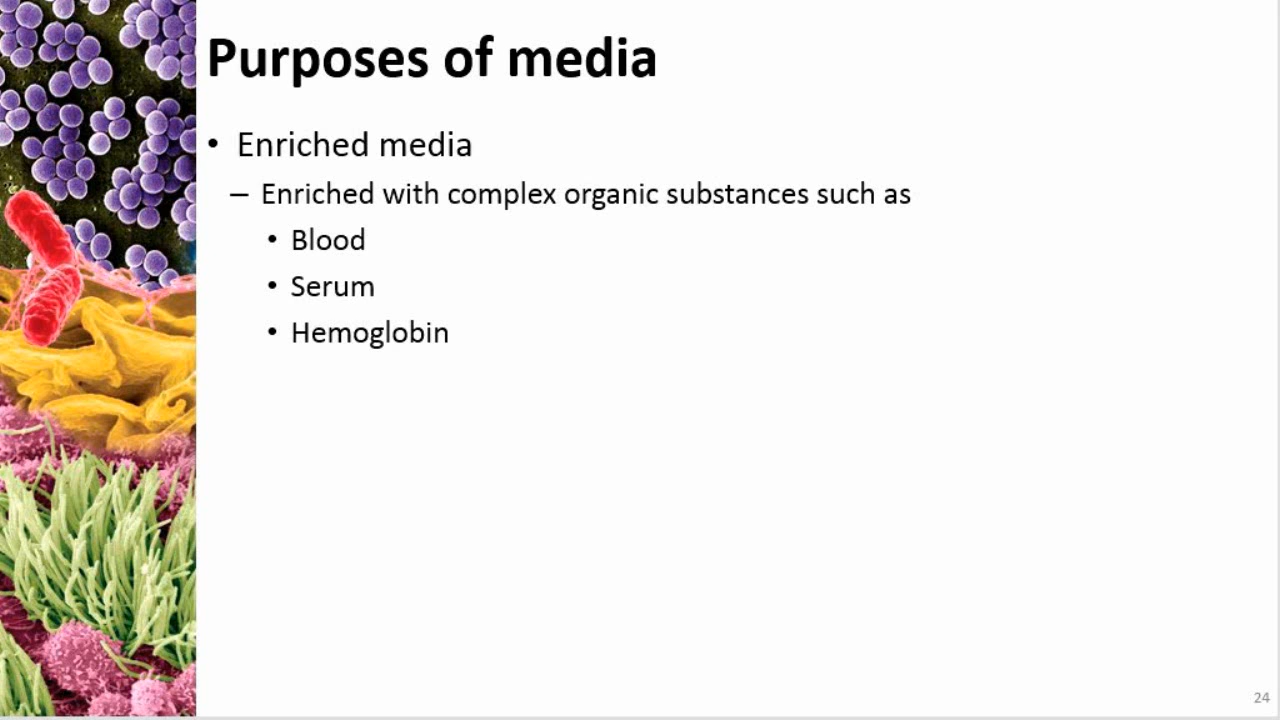 Purposes of media
• Enriched media
– Enriched with complex organic substances such as
• Blood
• Serum
• Hemoglobin
24